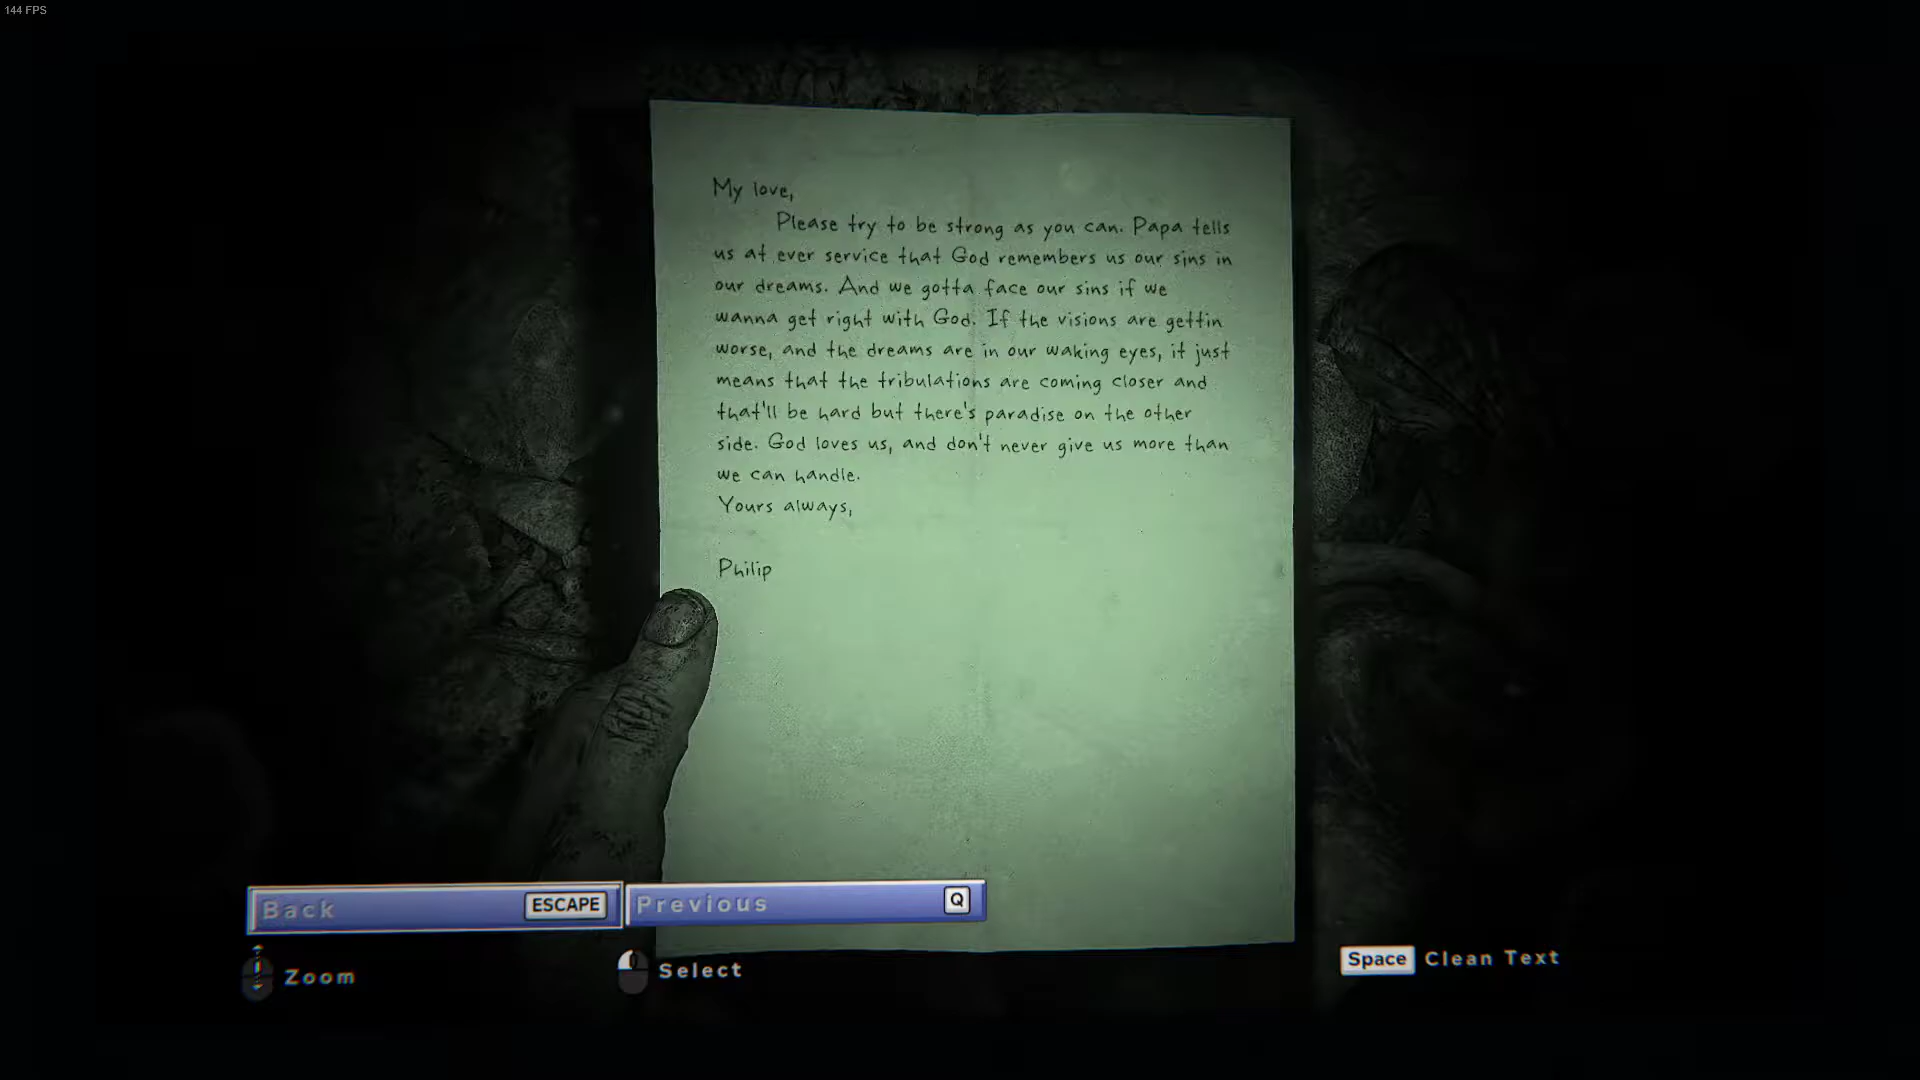 144 FPS
My love,
Please try to be strong as you can. Papa tells
us at ever service that God remembers us our sins in
our dreams. And we gotta face our sins if we
wanna get right with God. If the visions are gettin
worse, and the dreams are in our waking eyes, it just
means that the tribulations are coming closer and
that'll be hard but there's paradise on the other
side. God loves us, and don't never give us more than
we can handle.
Yours always,
Philip
Back ESCAPE Previous Q
Zoom Select Space Clean Text